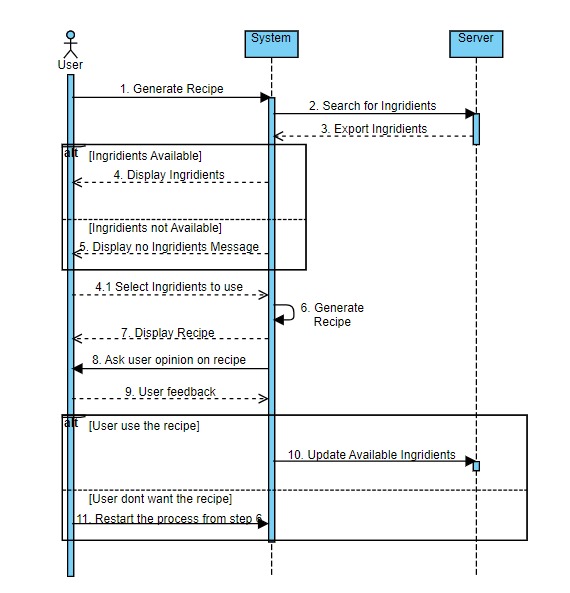 System
Server
User
1. Generate Recipe
2. Search for Ingridients
3. Export Ingridients
alt
[Ingridients Available]
4. Display Ingridients
[Ingridients not Available]
5. Display no Ingridients Message
4.1 Select Ingridients to use
6. Generate
Recipe
7. Display Recipe
8. Ask user opinion on recipe
9. User feedback
alt
[User use the recipe]
10. Update Available Ingridients
[User dont want the recipe]
11. Restart the process from step 6